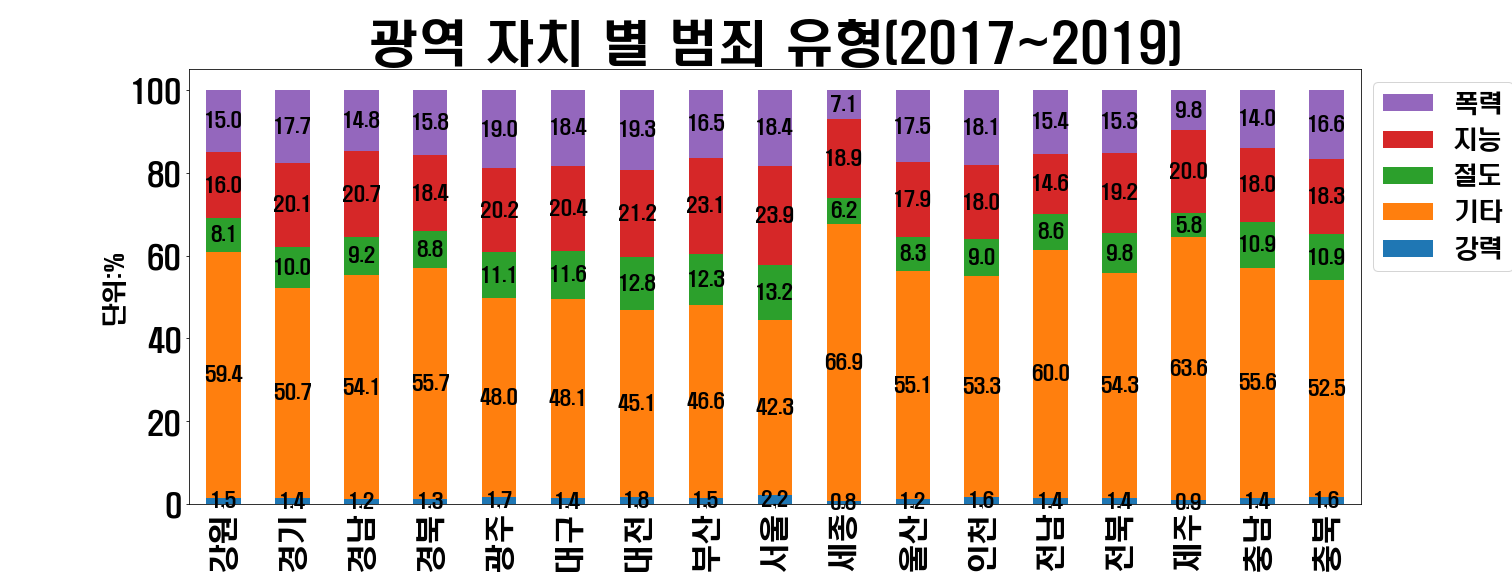 광역 자치 별 범죄 유형(2017~2019)
단위:%
100
80
60
40
20
0
15.0 17.7 14.8 15.8 19.0 18.4 19.3 16.5 18.4 7.1 17.5 18.1 15.4 15.3 9.8 14.0 16.6
16.0 20.1 20.7 18.4 20.2 20.4 21.2 23.1 23.9 18.9 17.9 18.0 14.6 19.2 20.0 18.0 18.3
8.1 10.0 9.2 8.8 11.1 11.6 12.8 12.3 13.2 6.2 8.3 9.0 8.6 9.8 5.8 10.9 10.9
59.4 50.7 54.1 55.7 48.0 48.1 45.1 46.6 42.3 66.9 55.1 53.3 60.0 54.3 63.6 55.6 52.5
1.5 1.4 1.2 1.3 1.7 1.4 1.8 1.5 2.2 0.8 1.2 1.6 1.4 1.4 0.9 1.4 1.6
강원 경기 경남 경북 광주 대구 대전 부산 서울 세종 울산 인천 전남 전북 제주 충남 충북
폭력
지능
절도
기타
강력